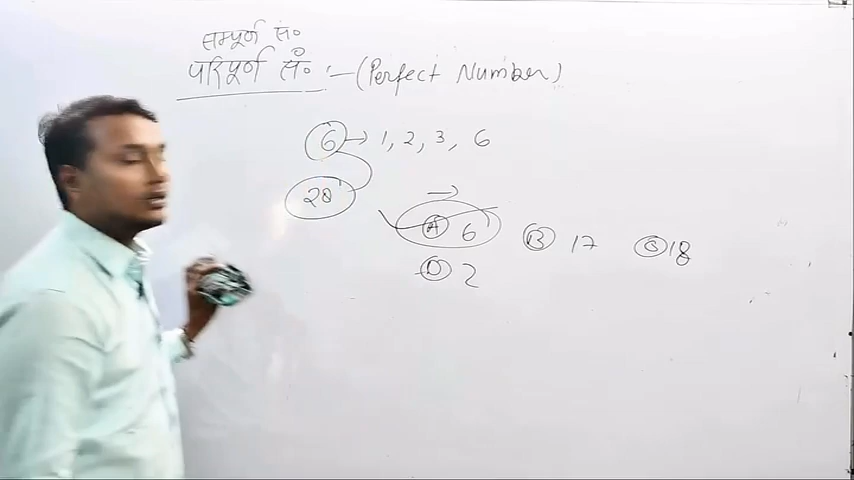 सम्पूर्ण सं०
परिपूर्ण सं० :- (Perfect Number)
6 → 1, 2, 3, 6
28
→
(A) 6 (B) 17 (C) 18
(D) 2